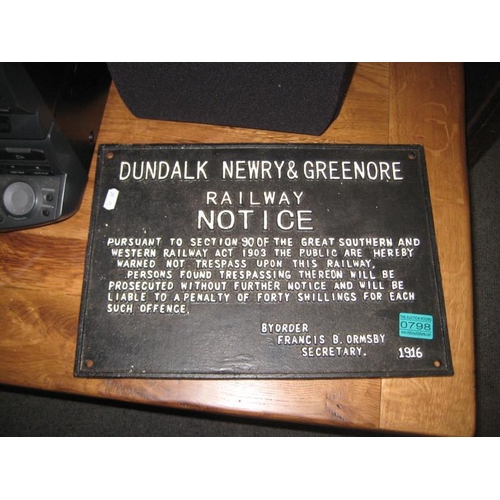 DUNDALK NEWRY & GREENORE
RAILWAY
NOTICE
PURSUANT TO SECTION 90 OF THE GREAT SOUTHERN AND
WESTERN RAILWAY ACT 1903 THE PUBLIC ARE HEREBY
WARNED NOT TRESPASS UPON THIS RAILWAY,
PERSONS FOUND TRESPASSING THEREON WILL BE
PROSECUTED WITHOUT FURTHER NOTICE AND WILL BE
LIABLE TO A PENALTY OF FORTY SHILLINGS FOR EACH
SUCH OFFENCE.
BY ORDER
FRANCIS B. ORMSBY
SECRETARY. 1916
0798